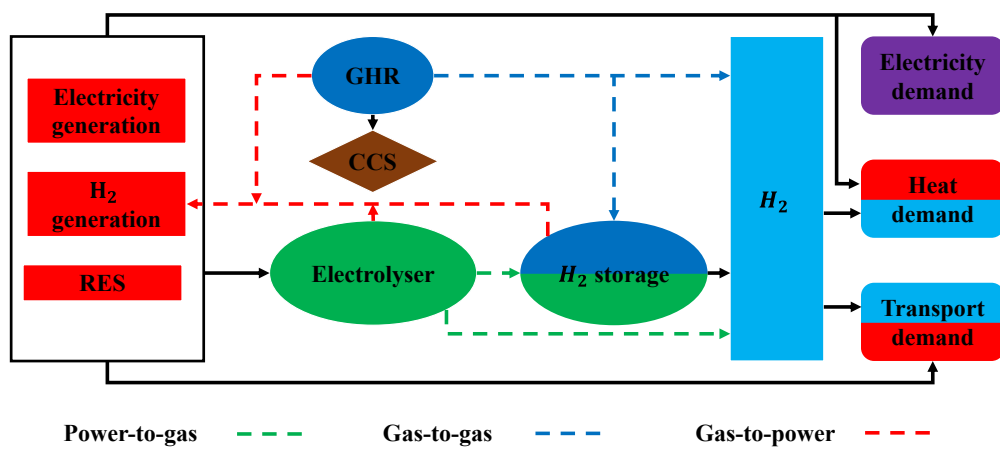 Electricity
generation
H₂
generation
RES
GHR
CCS
Electrolyser
H₂ storage
H₂
Electricity
demand
Heat
demand
Transport
demand
Power-to-gas
Gas-to-gas
Gas-to-power